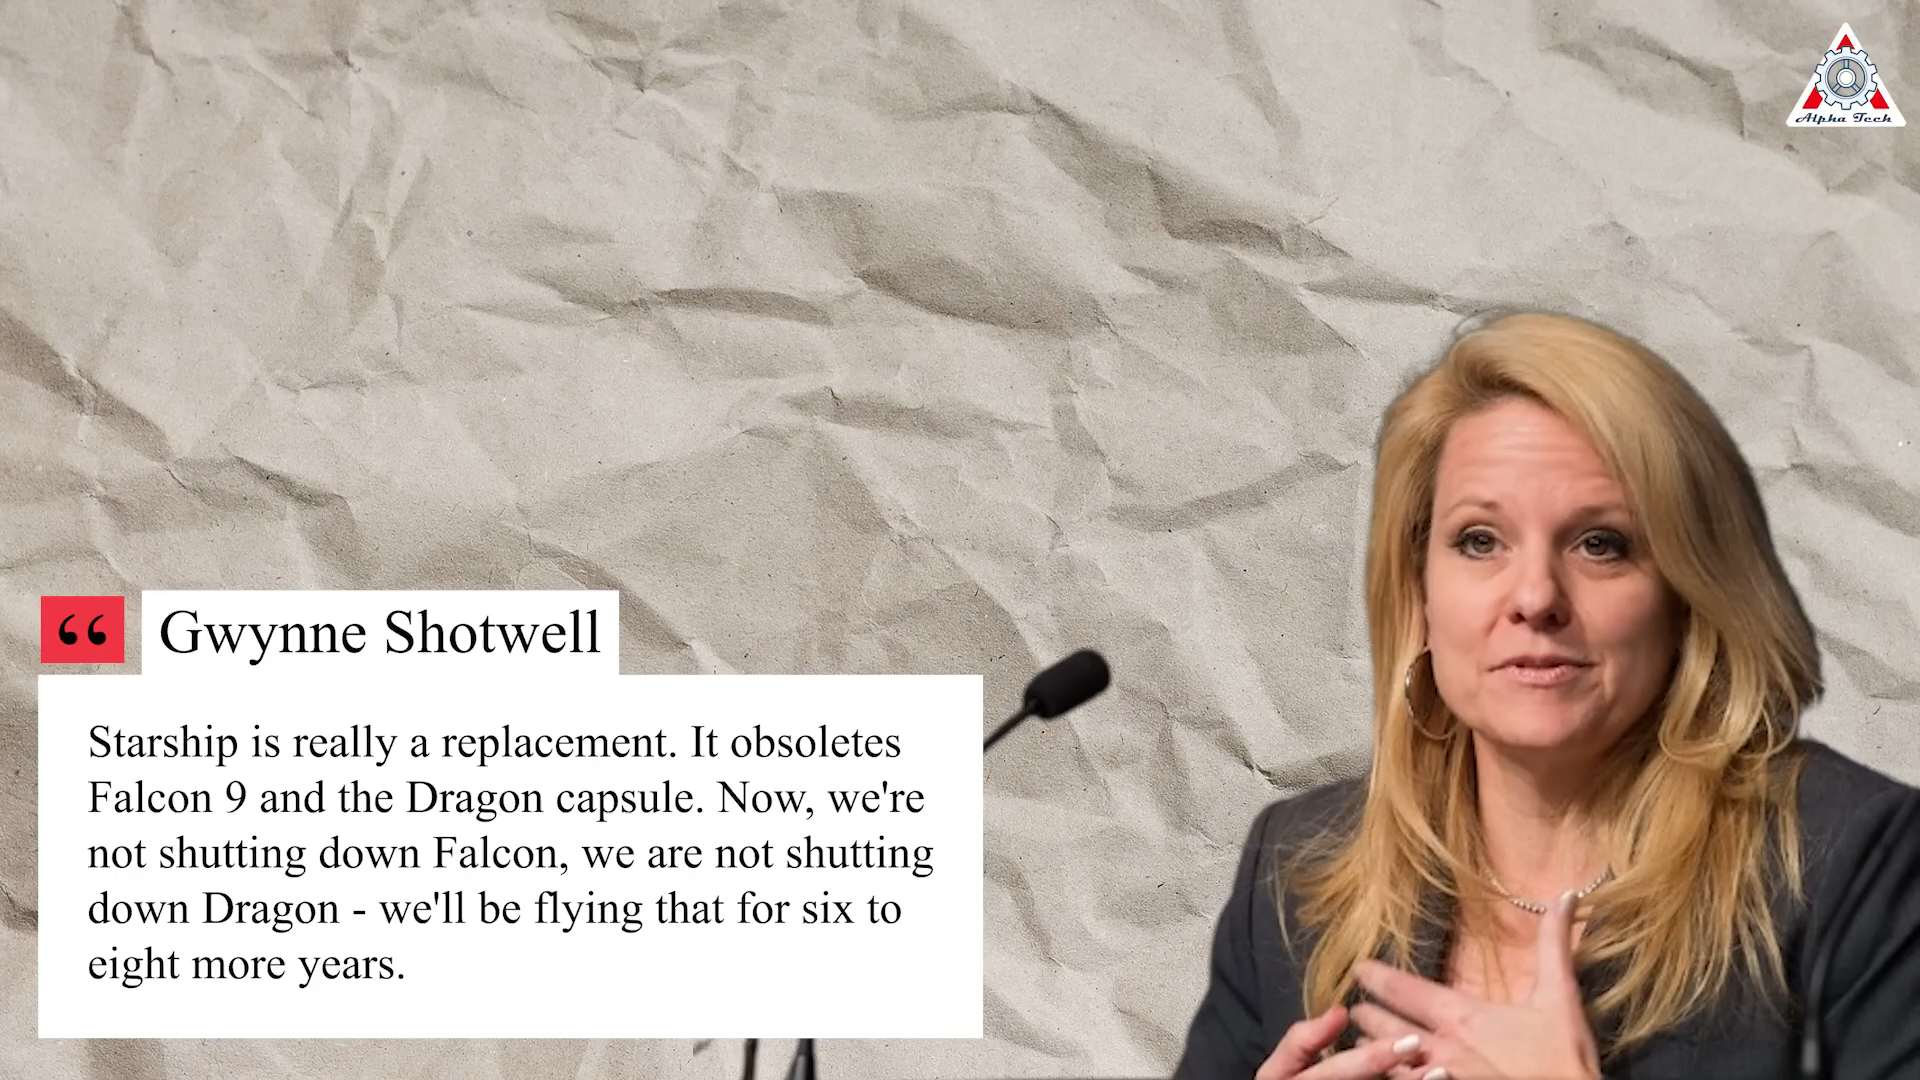 Alpha Tech
“ Gwynne Shotwell
Starship is really a replacement. It obsoletes
Falcon 9 and the Dragon capsule. Now, we're
not shutting down Falcon, we are not shutting
down Dragon - we'll be flying that for six to
eight more years.